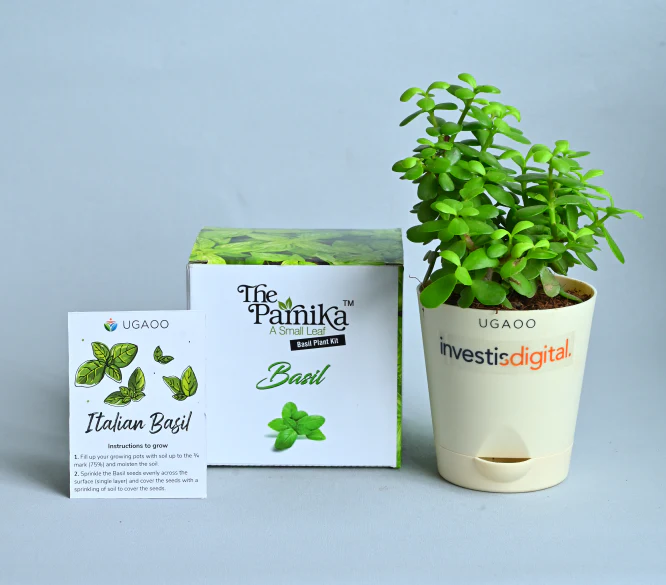 UGAOO
Italian Basil
Instructions to grow
1. Fill up your growing pots with soil up to the ¾
mark (75%) and moisten the soil.
2. Sprinkle the Basil seeds evenly across the
surface (single layer) and cover the seeds with a
sprinkling of soil to cover the seeds.
The
Parnika™
A Small Leaf
Basil Plant Kit
Basil
UGAOO
investisdigital.